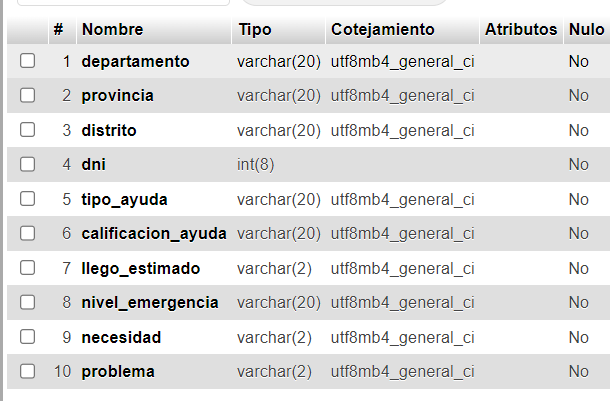 # Nombre Tipo Cotejamiento Atributos Nulo
1 departamento varchar(20) utf8mb4_general_ci No
2 provincia varchar(20) utf8mb4_general_ci No
3 distrito varchar(20) utf8mb4_general_ci No
4 dni int(8) No
5 tipo_ayuda varchar(20) utf8mb4_general_ci No
6 calificacion_ayuda varchar(20) utf8mb4_general_ci No
7 llego_estimado varchar(2) utf8mb4_general_ci No
8 nivel_emergencia varchar(20) utf8mb4_general_ci No
9 necesidad varchar(2) utf8mb4_general_ci No
10 problema varchar(2) utf8mb4_general_ci No